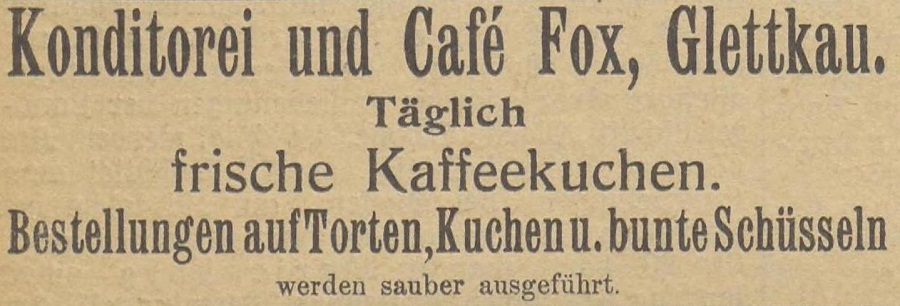 Konditorei und Café Fox, Glettkau.
Täglich
frische Kaffeekuchen.
Bestellungen auf Torten, Kuchen u. bunte Schüsseln
werden sauber ausgeführt.